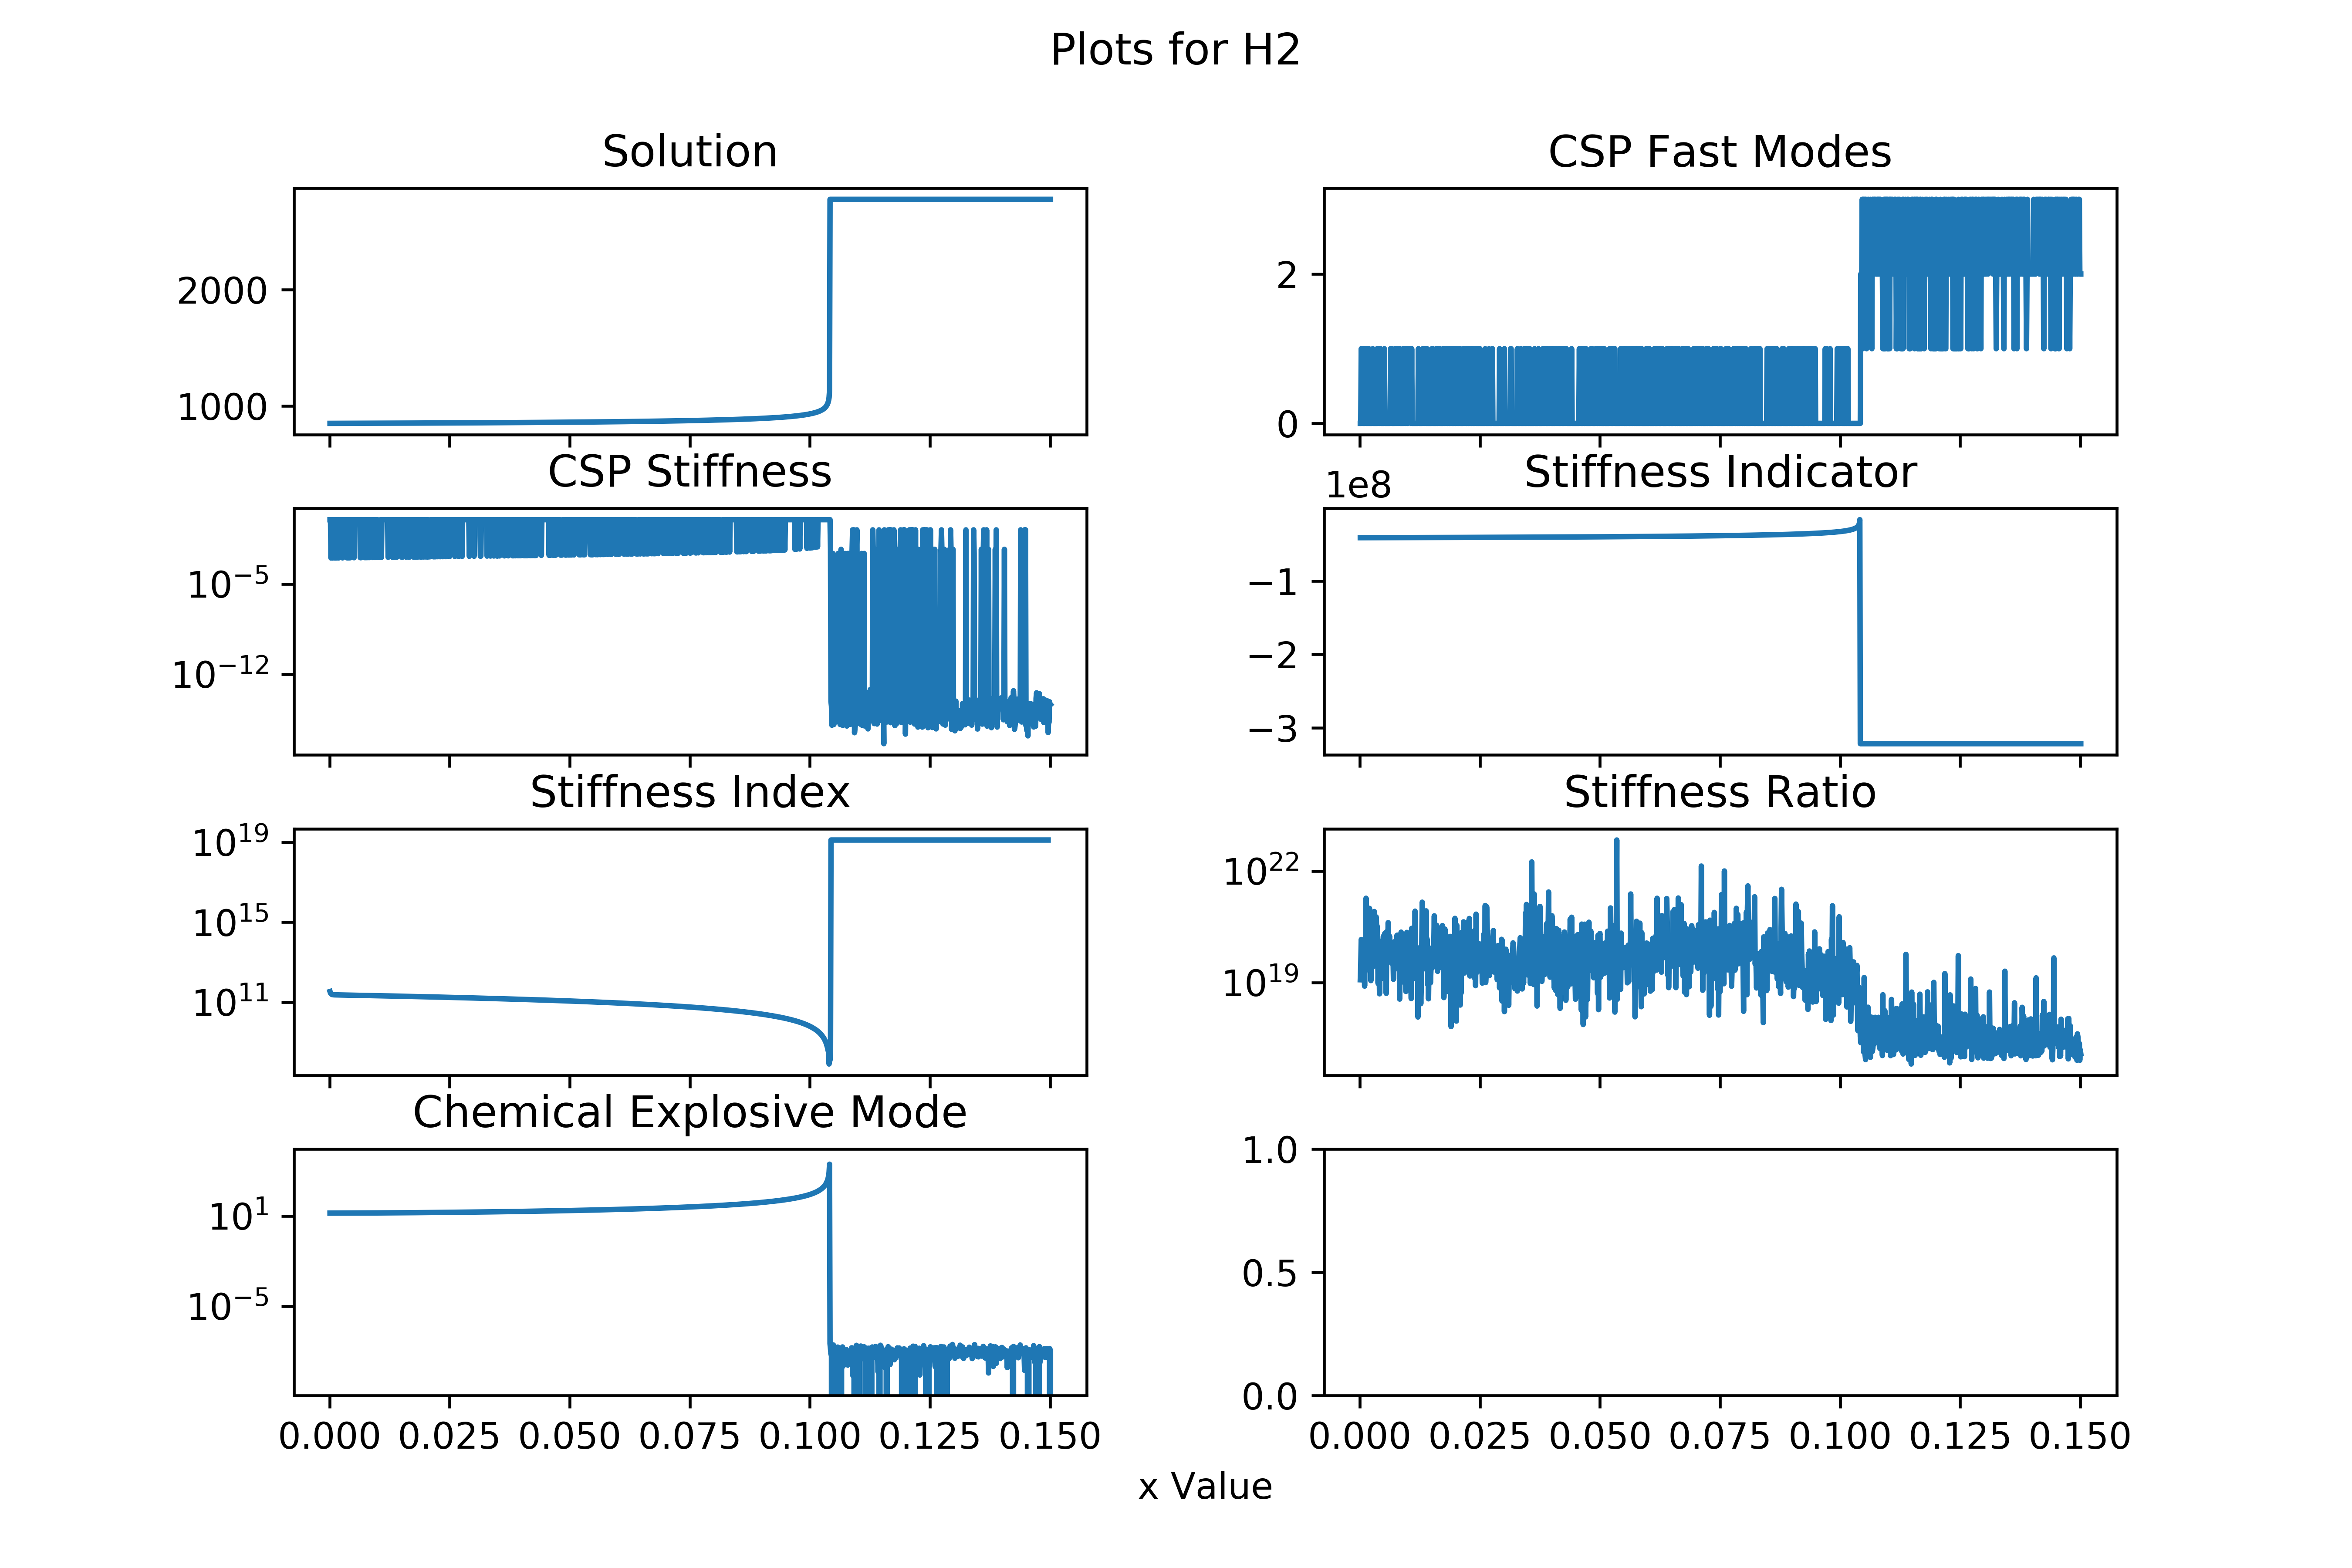 Plots for H2
Solution
2000
1000
CSP Fast Modes
2
0
CSP Stiffness
10⁻⁵
10⁻¹²
Stiffness Indicator
1e8
−1
−2
−3
Stiffness Index
10¹⁹
10¹⁵
10¹¹
Stiffness Ratio
10²²
10¹⁹
Chemical Explosive Mode
10¹
10⁻⁵
0.000 0.025 0.050 0.075 0.100 0.125 0.150
1.0
0.5
0.0
0.000 0.025 0.050 0.075 0.100 0.125 0.150
x Value